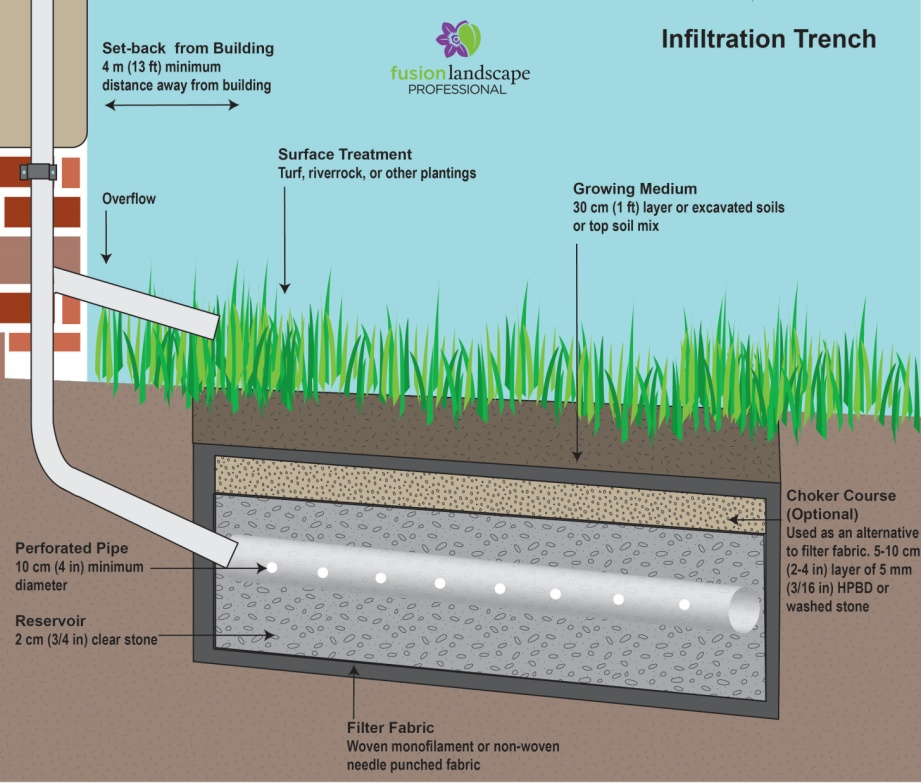 Infiltration Trench
fusion landscape
PROFESSIONAL
Set-back from Building
4 m (13 ft) minimum
distance away from building
Surface Treatment
Turf, riverrock, or other plantings
Growing Medium
30 cm (1 ft) layer or excavated soils
or top soil mix
Overflow
Choker Course
(Optional)
Used as an alternative
to filter fabric. 5-10 cm
(2-4 in) layer of 5 mm
(3/16 in) HPBD or
washed stone
Perforated Pipe
10 cm (4 in) minimum
diameter
Reservoir
2 cm (3/4 in) clear stone
Filter Fabric
Woven monofilament or non-woven
needle punched fabric